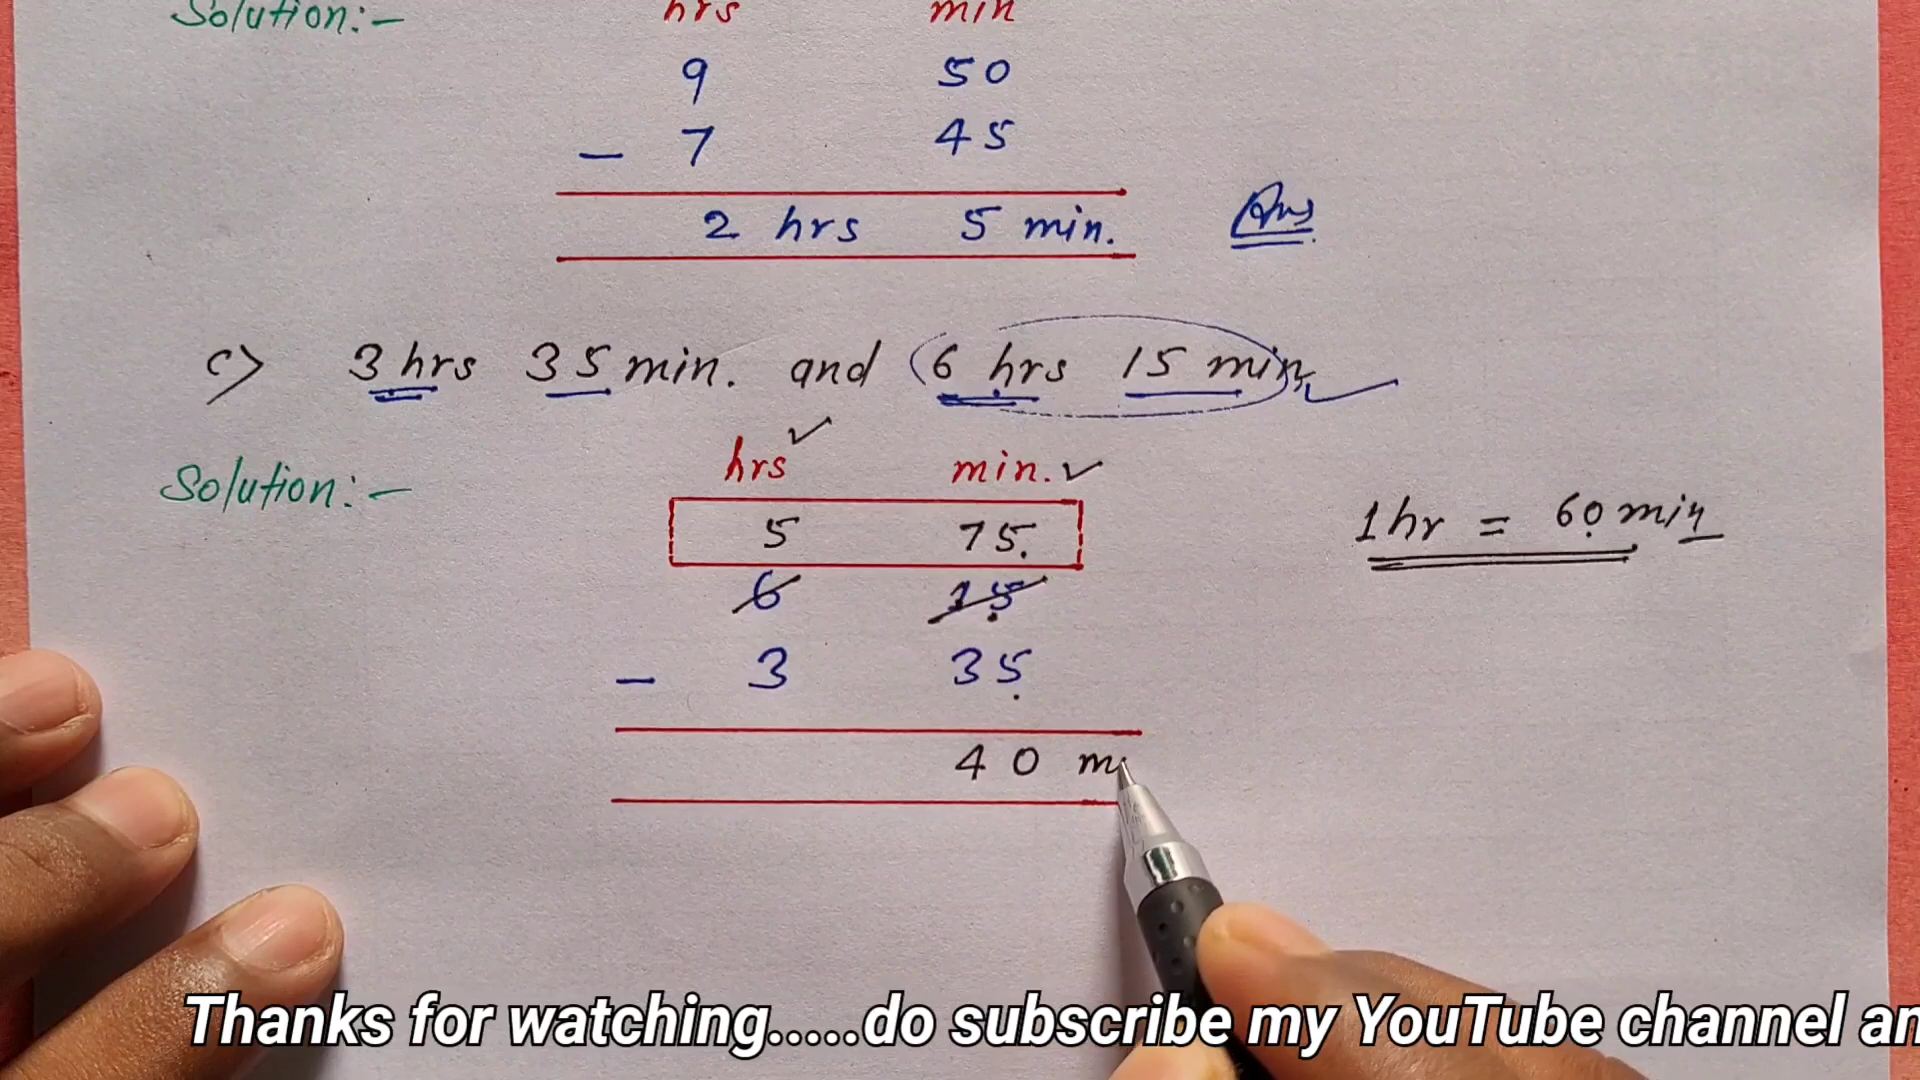 Solution:- hrs min
9 50
- 7 45
2 hrs 5 min. Ans
c) 3 hrs 35 min. and 6 hrs 15 min.
Solution:- hrs min.
5 75
1hr = 60 min
6 15
- 3 35
40 m
Thanks for watching.....do subscribe my YouTube channel an